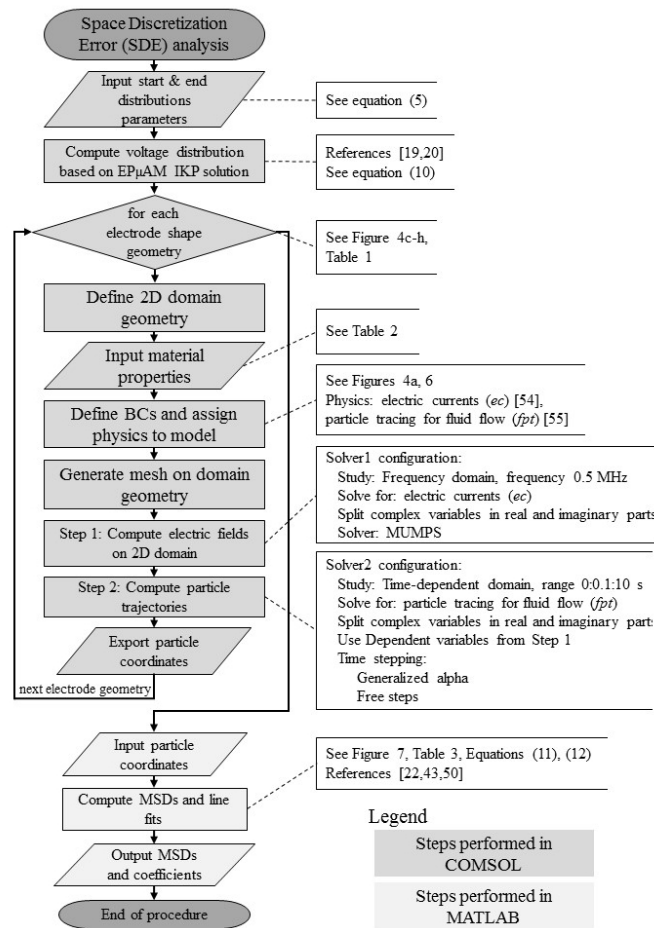 Space Discretization
Error (SDE) analysis
Input start & end
distributions
parameters
See equation (5)
Compute voltage distribution
based on EPμAM IKP solution
References [19,20]
See equation (10)
for each
electrode shape
geometry
See Figure 4c-h,
Table 1
Define 2D domain
geometry
Input material
properties
See Table 2
Define BCs and assign
physics to model
See Figures 4a, 6
Physics: electric currents (ec) [54],
particle tracing for fluid flow (fpt) [55]
Generate mesh on domain
geometry
Step 1: Compute electric fields
on 2D domain
Solver1 configuration:
Study: Frequency domain, frequency 0.5 MHz
Solve for: electric currents (ec)
Split complex variables in real and imaginary parts
Solver: MUMPS
Step 2: Compute particle
trajectories
Solver2 configuration:
Study: Time-dependent domain, range 0:0.1:10 s
Solve for: particle tracing for fluid flow (fpt)
Split complex variables in real and imaginary parts
Use Dependent variables from Step 1
Time stepping:
Generalized alpha
Free steps
Export particle
coordinates
next electrode geometry
Input particle
coordinates
Compute MSDs and line
fits
See Figure 7, Table 3, Equations (11), (12)
References [22,43,50]
Output MSDs
and coefficients
End of procedure
Legend
Steps performed in
COMSOL
Steps performed in
MATLAB